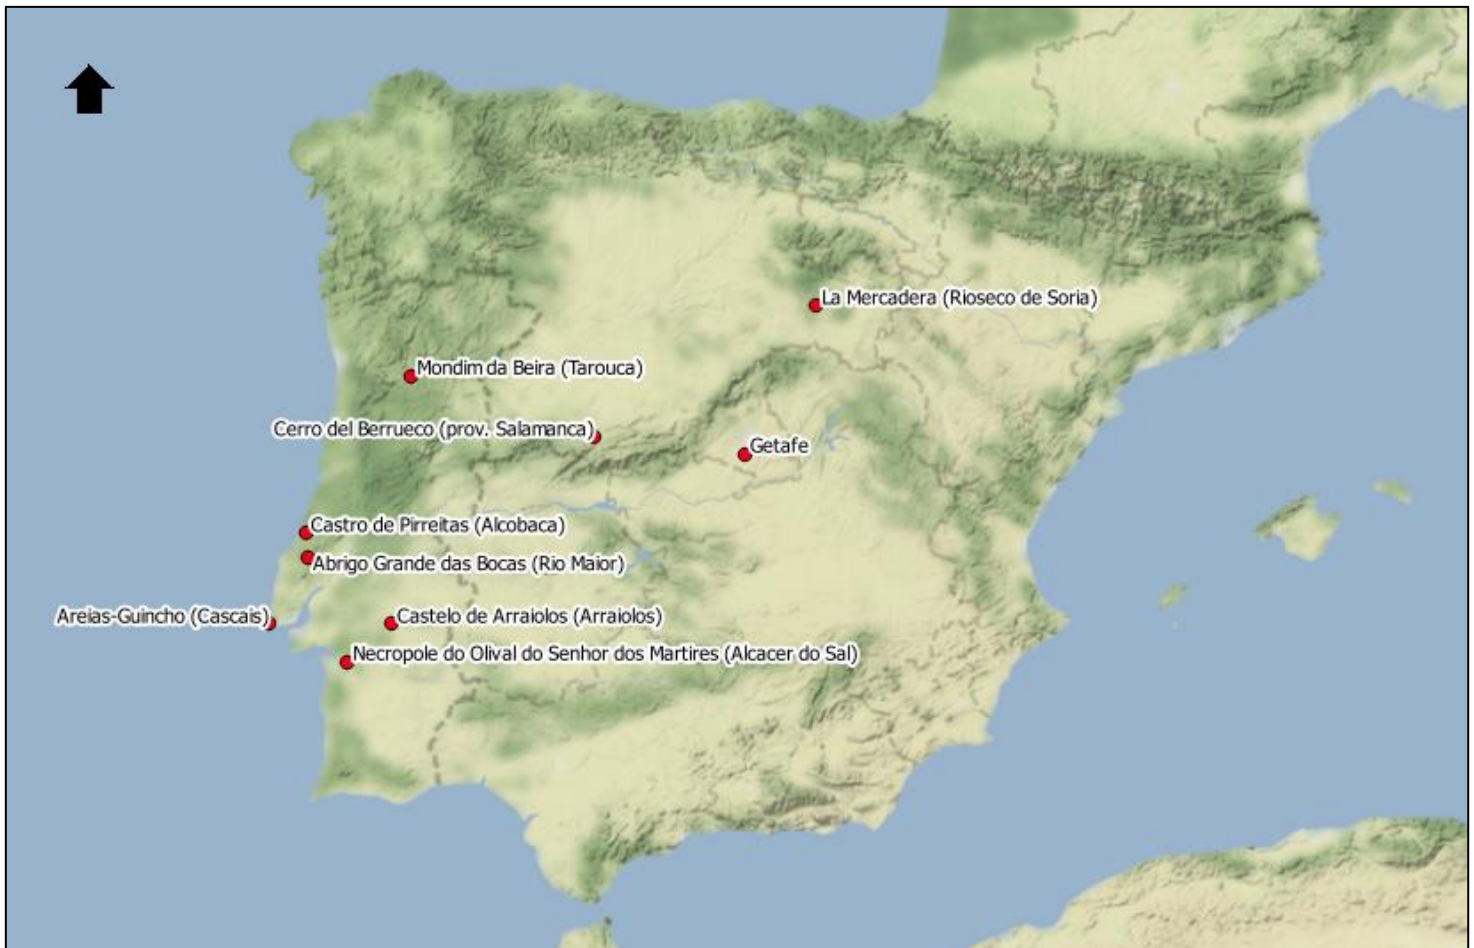 La Mercadera (Rioseco de Soria)
Mondim da Beira (Tarouca)
Cerro del Berrueco (prov. Salamanca)
Getafe
Castro de Pirreitas (Alcobaca)
Abrigo Grande das Bocas (Rio Maior)
Areias-Guincho (Cascais)
Castelo de Arraiolos (Arraiolos)
Necropole do Olival do Senhor dos Martires (Alcacer do Sal)